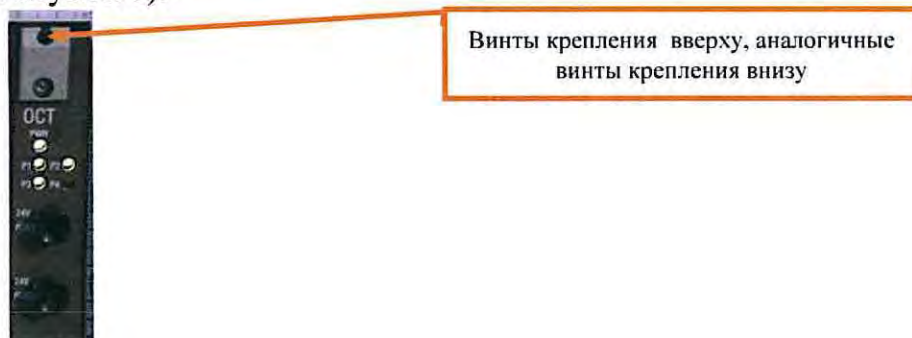 Винты крепления вверху, аналогичные
винты крепления внизу
OCT
PWR
P1 P2
P3 P4
24V
24V